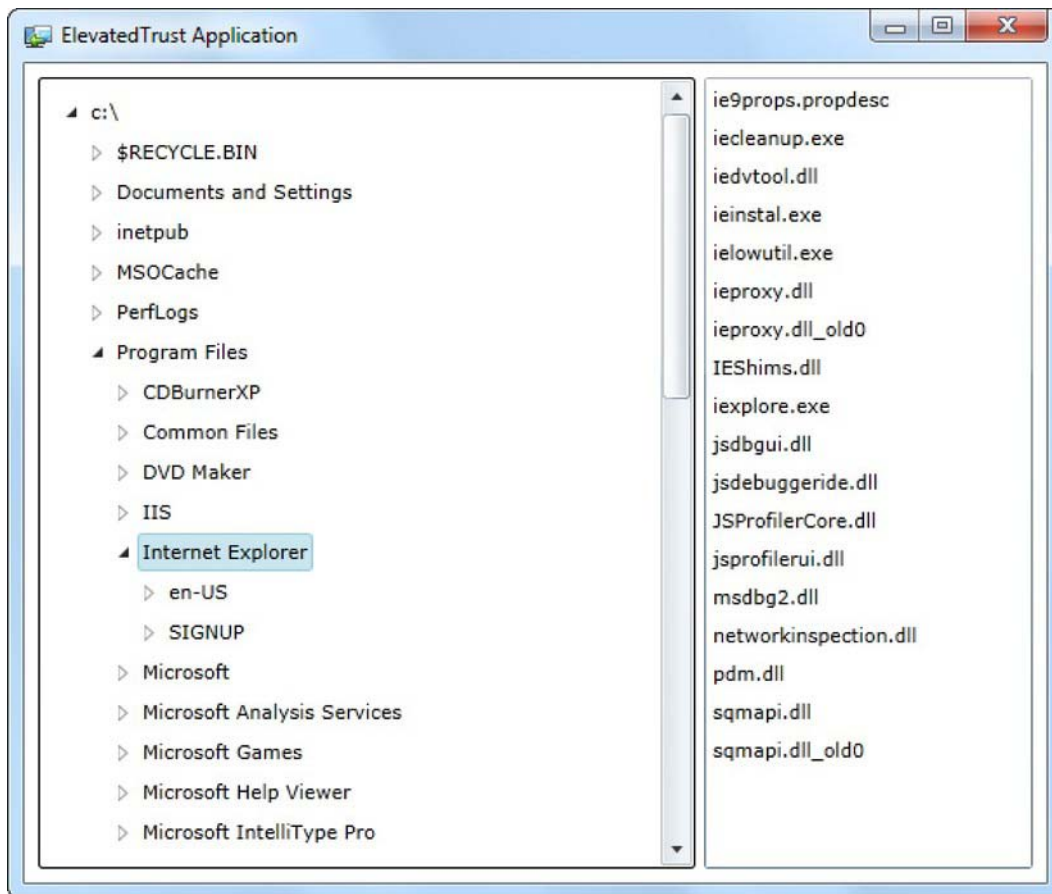 ElevatedTrust Application
c:\
$RECYCLE.BIN
Documents and Settings
inetpub
MSOCache
PerfLogs
Program Files
CDBurnerXP
Common Files
DVD Maker
IIS
Internet Explorer
en-US
SIGNUP
Microsoft
Microsoft Analysis Services
Microsoft Games
Microsoft Help Viewer
Microsoft IntelliType Pro
ie9props.propdesc
iecleanup.exe
iedvtool.dll
ieinstal.exe
ielowutil.exe
ieproxy.dll
ieproxy.dll_old0
IEShims.dll
iexplore.exe
jsdbgui.dll
jsdebuggeride.dll
JSProfilerCore.dll
jsprofilerui.dll
msdbg2.dll
networkinspection.dll
pdm.dll
sqmapi.dll
sqmapi.dll_old0